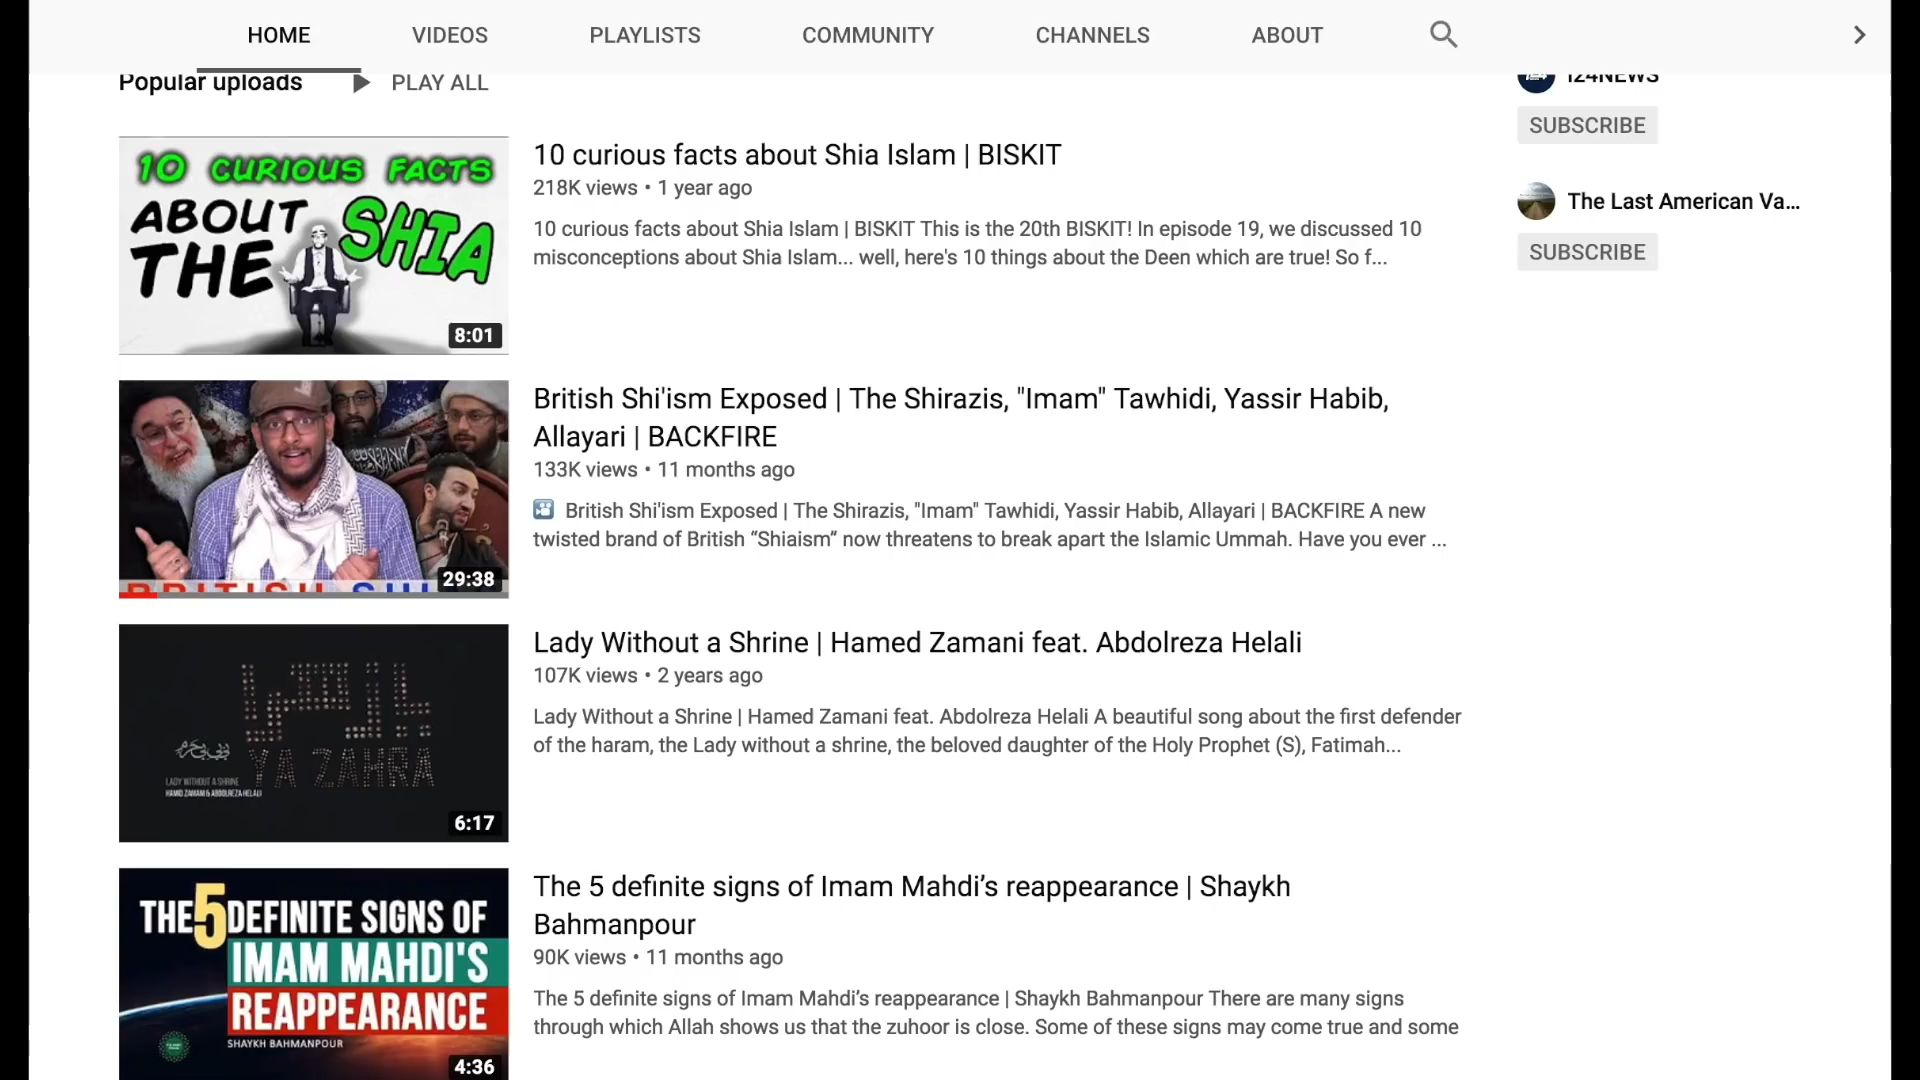 HOME VIDEOS PLAYLISTS COMMUNITY CHANNELS ABOUT
Popular uploads PLAY ALL
i24NEWS
SUBSCRIBE
The Last American Va...
SUBSCRIBE
10 CURIOUS FACTS
ABOUT
THE SHIA
8:01
10 curious facts about Shia Islam | BISKIT
218K views • 1 year ago
10 curious facts about Shia Islam | BISKIT This is the 20th BISKIT! In episode 19, we discussed 10
misconceptions about Shia Islam... well, here's 10 things about the Deen which are true! So f...
29:38
British Shi'ism Exposed | The Shirazis, "Imam" Tawhidi, Yassir Habib,
Allayari | BACKFIRE
133K views • 11 months ago
British Shi'ism Exposed | The Shirazis, "Imam" Tawhidi, Yassir Habib, Allayari | BACKFIRE A new
twisted brand of British “Shiaism” now threatens to break apart the Islamic Ummah. Have you ever ...
YA ZAHRA
LADY WITHOUT A SHRINE
HAMID ZAMANI & ABDOLREZA HELALI
6:17
Lady Without a Shrine | Hamed Zamani feat. Abdolreza Helali
107K views • 2 years ago
Lady Without a Shrine | Hamed Zamani feat. Abdolreza Helali A beautiful song about the first defender
of the haram, the Lady without a shrine, the beloved daughter of the Holy Prophet (S), Fatimah...
THE 5 DEFINITE SIGNS OF
IMAM MAHDI'S
REAPPEARANCE
SHAYKH BAHMANPOUR
4:36
The 5 definite signs of Imam Mahdi’s reappearance | Shaykh
Bahmanpour
90K views • 11 months ago
The 5 definite signs of Imam Mahdi’s reappearance | Shaykh Bahmanpour There are many signs
through which Allah shows us that the zuhoor is close. Some of these signs may come true and some